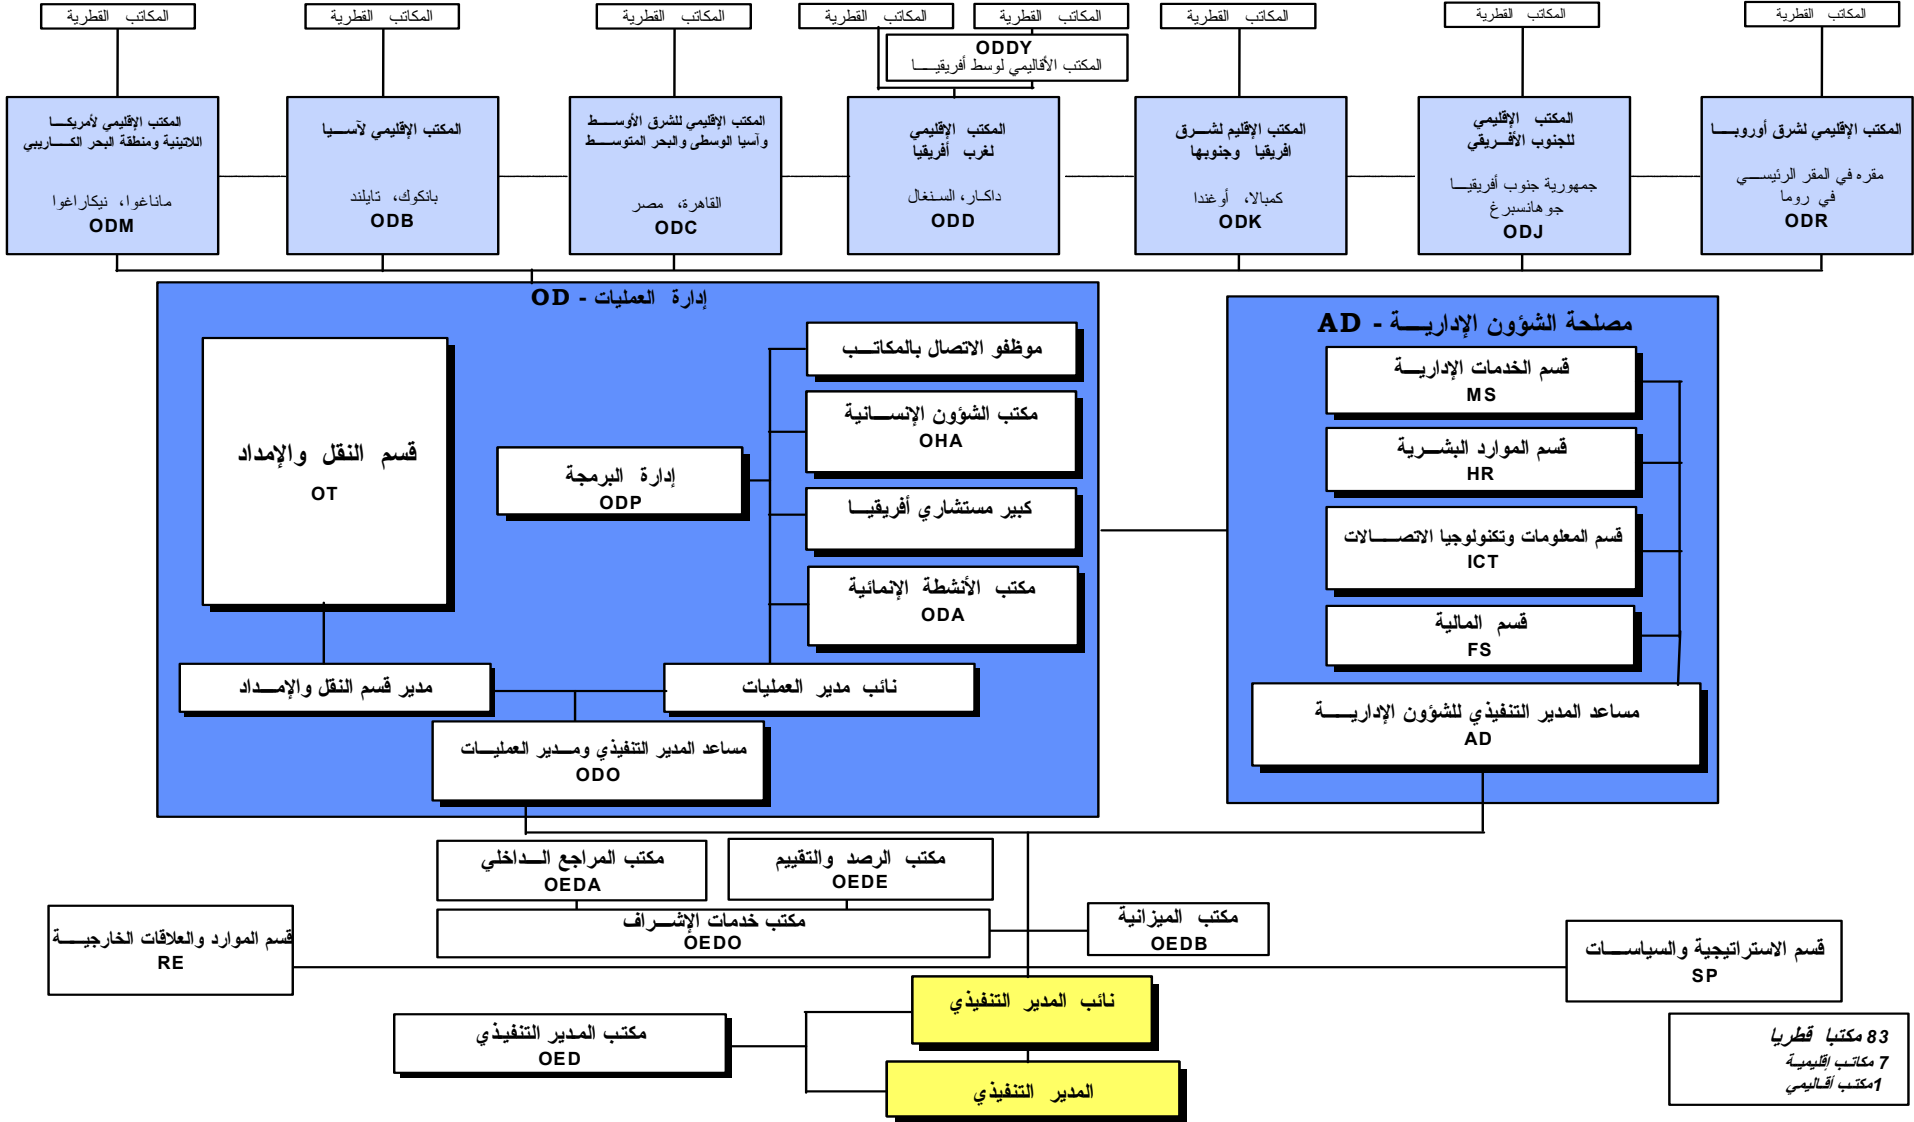 المكاتب القطرية
المكاتب القطرية
المكاتب القطرية
المكاتب القطرية
المكاتب القطرية
المكاتب القطرية
المكاتب القطرية
المكاتب القطرية
ODDY
المكتب الأقاليمي لوسط أفريقيا
المكتب الإقليمي لشرق أوروبا
مقره في المقر الرئيسي
في روما
ODR
المكتب الإقليمي
للجنوب الأفريقي
جمهورية جنوب أفريقيا
جوهانسبرغ
ODJ
المكتب الإقليم لشرق
افريقيا وجنوبها
كمبالا، أوغندا
ODK
المكتب الإقليمي
لغرب أفريقيا
داكار، السنغال
ODD
المكتب الإقليمي للشرق الأوسط
وآسيا الوسطى والبحر المتوسط
القاهرة، مصر
ODC
المكتب الإقليمي لآسيا
بانكوك، تايلند
ODB
المكتب الإقليمي لأمريكا
اللاتينية ومنطقة البحر الكاريبي
ماناغوا، نيكاراغوا
ODM
مصلحة الشؤون الإدارية - AD
قسم الخدمات الإدارية
MS
قسم الموارد البشرية
HR
قسم المعلومات وتكنولوجيا الاتصالات
ICT
قسم المالية
FS
مساعد المدير التنفيذي للشؤون الإدارية
AD
إدارة العمليات - OD
موظفو الاتصال بالمكاتب
مكتب الشؤون الإنسانية
OHA
كبير مستشاري أفريقيا
مكتب الأنشطة الإنمائية
ODA
إدارة البرمجة
ODP
قسم النقل والإمداد
OT
نائب مدير العمليات
مدير قسم النقل والإمداد
مساعد المدير التنفيذي ومدير العمليات
ODO
مكتب الرصد والتقييم
OEDE
مكتب المراجع الداخلي
OEDA
مكتب خدمات الإشراف
OEDO
مكتب الميزانية
OEDB
قسم الاستراتيجية والسياسات
SP
قسم الموارد والعلاقات الخارجية
RE
نائب المدير التنفيذي
مكتب المدير التنفيذي
OED
المدير التنفيذي
83 مكتبا قطريا
7 مكاتب إقليمية
1مكتب أقاليمي